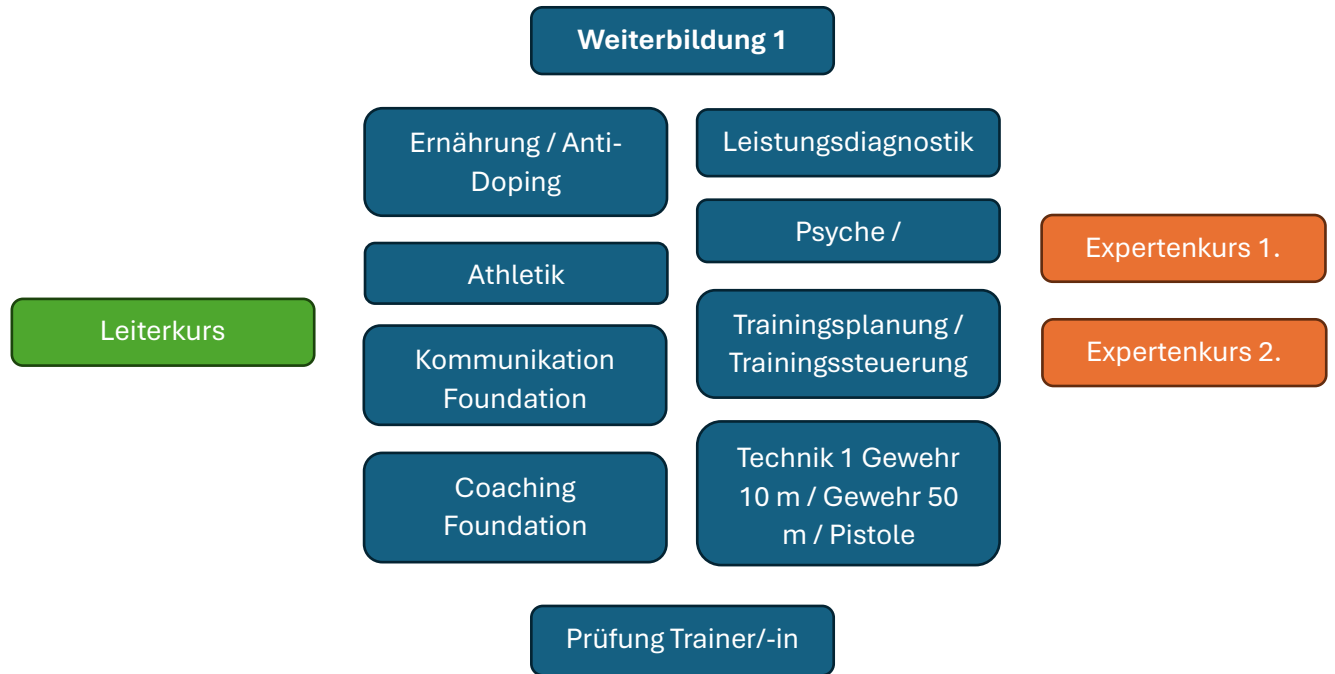 Weiterbildung 1
Leiterkurs
Ernährung / Anti-
Doping
Athletik
Kommunikation
Foundation
Coaching
Foundation
Leistungsdiagnostik
Psyche /
Trainingsplanung /
Trainingssteuerung
Technik 1 Gewehr
10 m / Gewehr 50
m / Pistole
Prüfung Trainer/-in
Expertenkurs 1.
Expertenkurs 2.